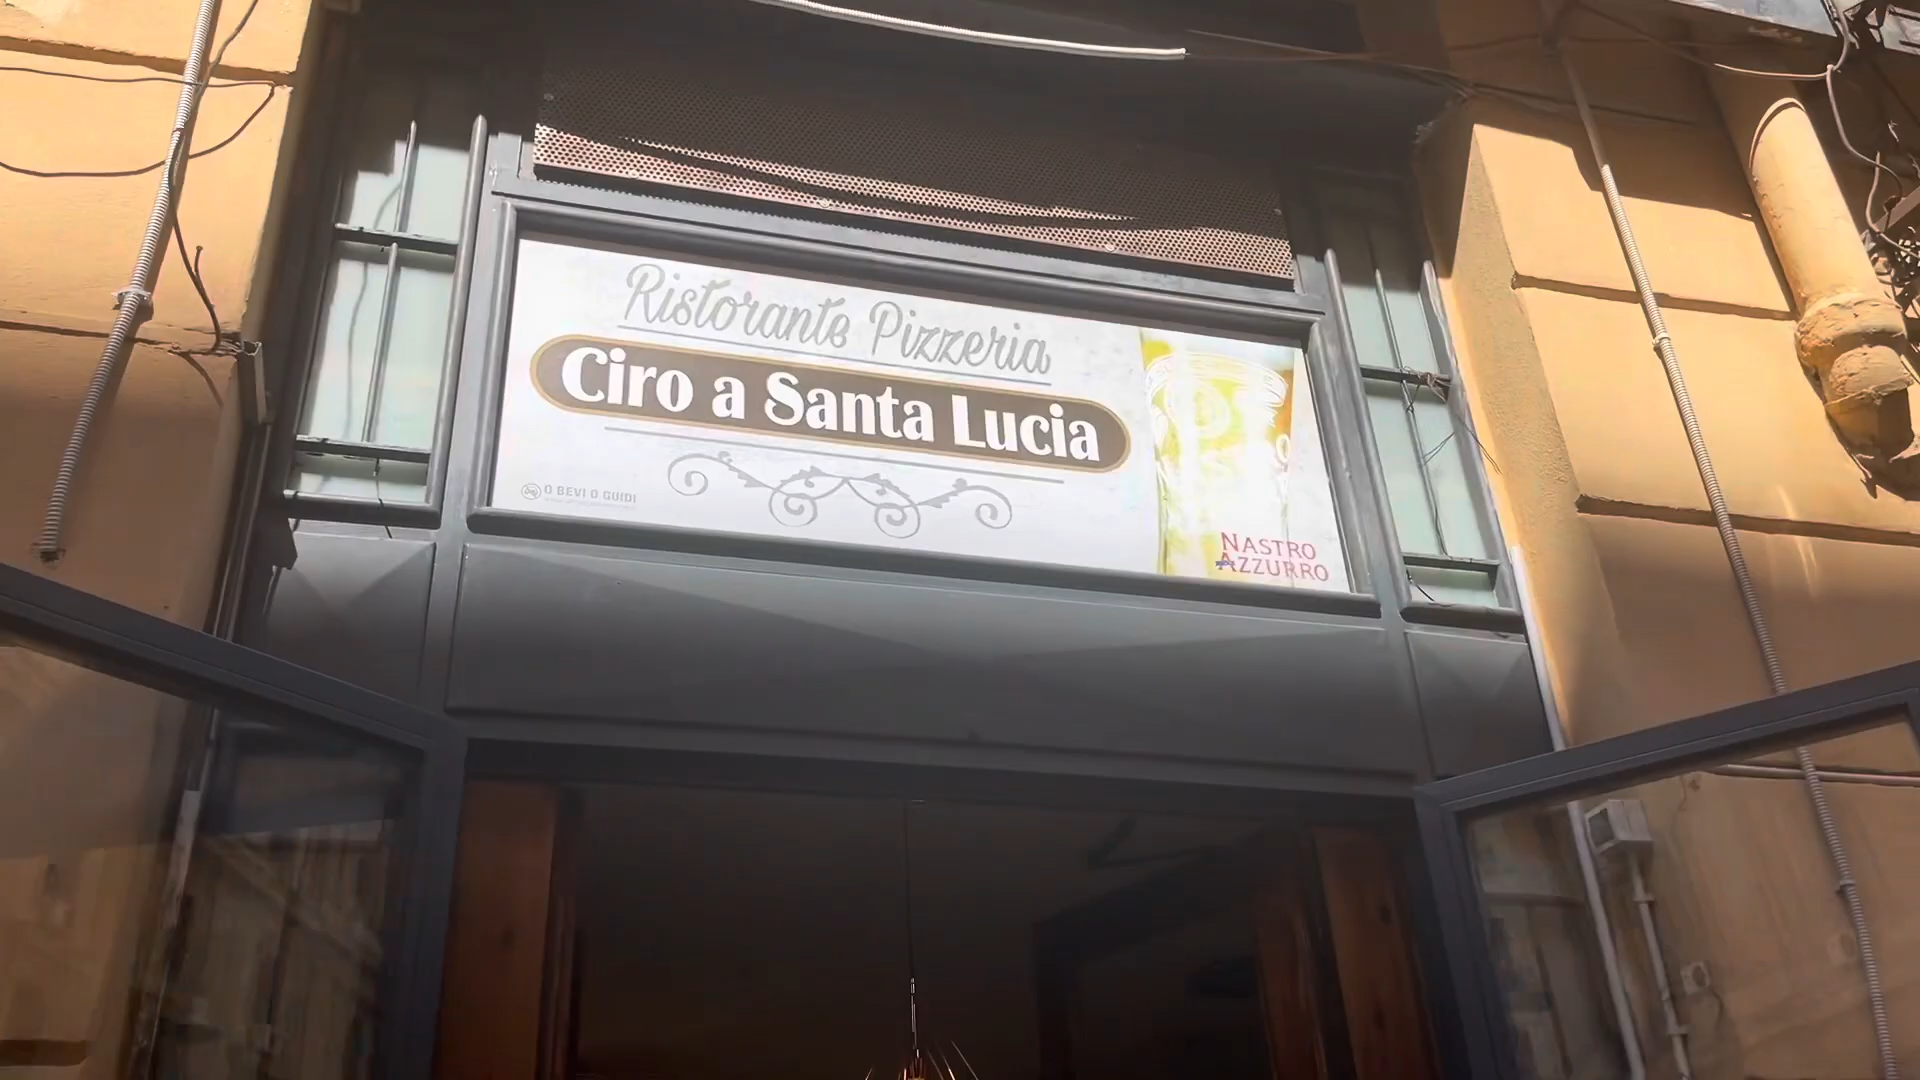 Ristorante Pizzeria
Ciro a Santa Lucia
O BEVI O GUIDI
NASTRO
AZZURRO